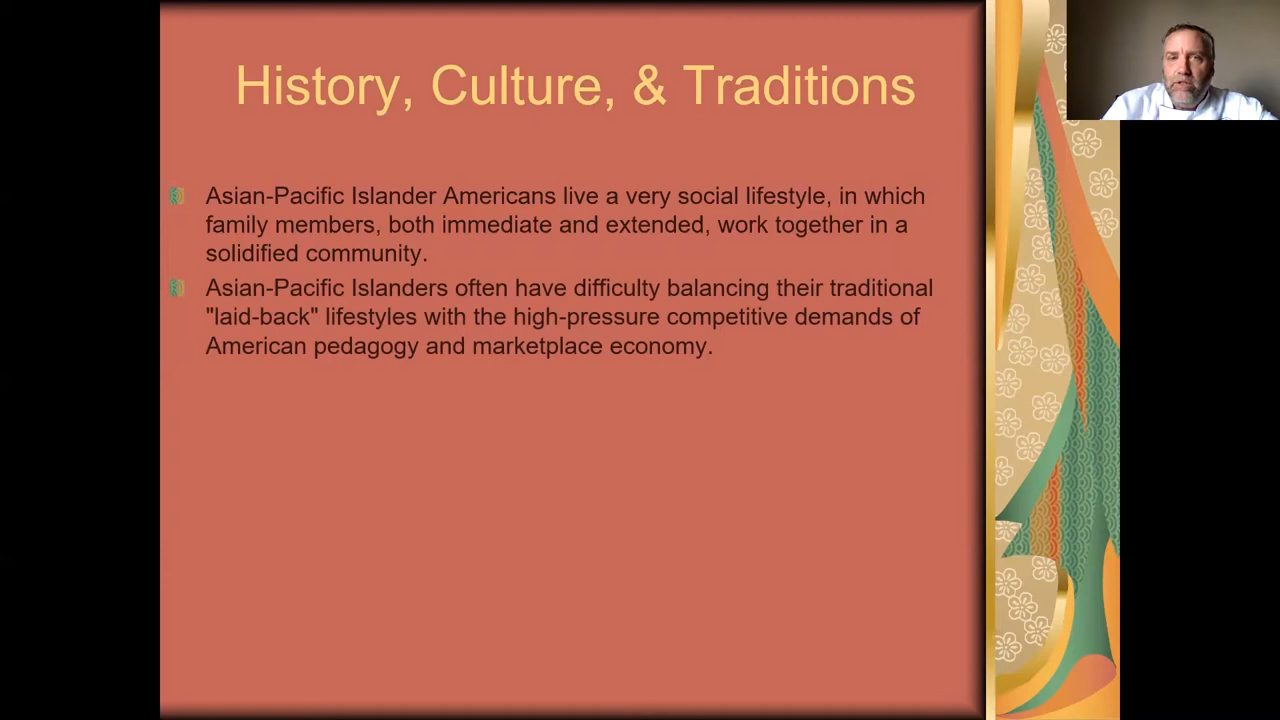 History, Culture, & Traditions
Asian-Pacific Islander Americans live a very social lifestyle, in which
family members, both immediate and extended, work together in a
solidified community.
Asian-Pacific Islanders often have difficulty balancing their traditional
"laid-back" lifestyles with the high-pressure competitive demands of
American pedagogy and marketplace economy.